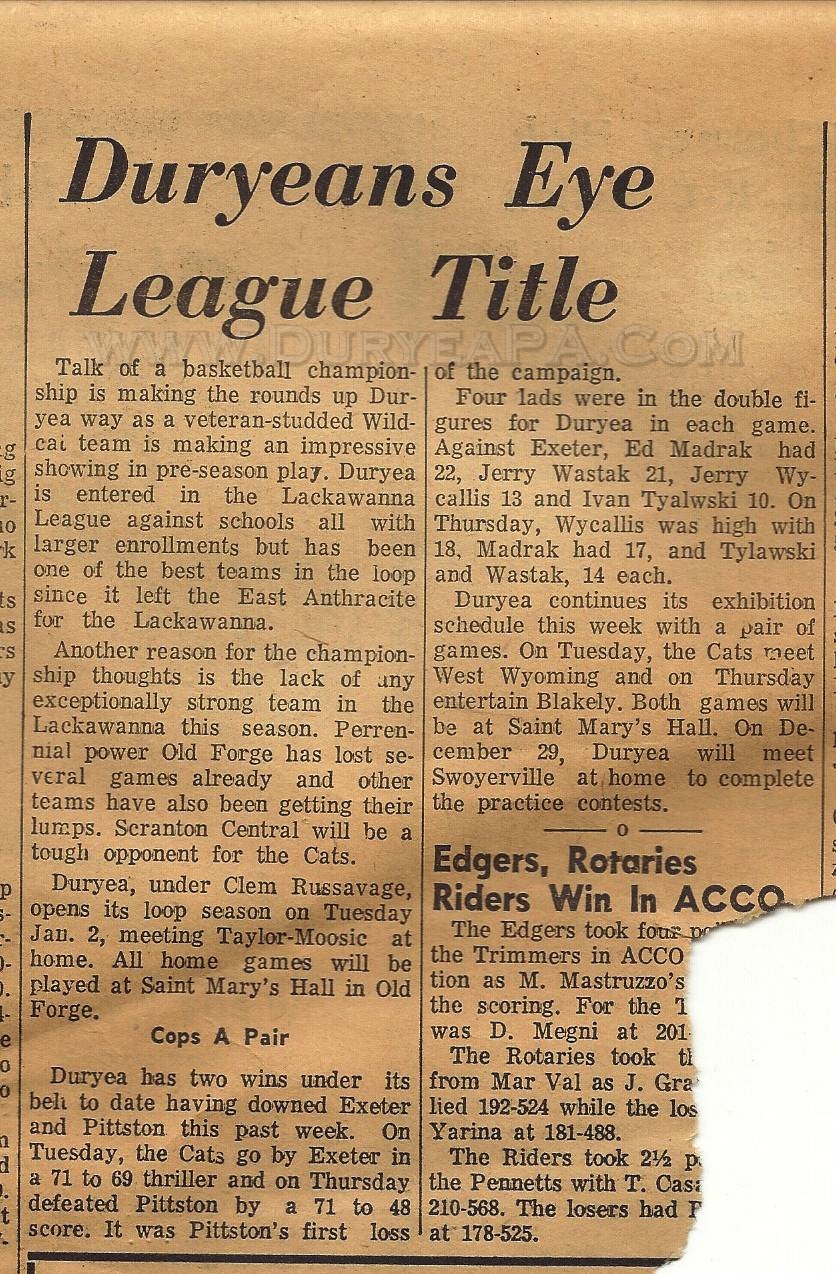 Duryeans Eye
League Title
www.DuryeaPA.Com
Talk of a basketball champion-
ship is making the rounds up Dur-
yea way as a veteran-studded Wild-
cat team is making an impressive
showing in pre-season play. Duryea
is entered in the Lackawanna
League against schools all with
larger enrollments but has been
one of the best teams in the loop
since it left the East Anthracite
for the Lackawanna.
Another reason for the champion-
ship thoughts is the lack of any
exceptionally strong team in the
Lackawanna this season. Perren-
nial power Old Forge has lost se-
veral games already and other
teams have also been getting their
lumps. Scranton Central will be a
tough opponent for the Cats.
Duryea, under Clem Russavage,
opens its loop season on Tuesday
Jan. 2, meeting Taylor-Moosic at
home. All home games will be
played at Saint Mary's Hall in Old
Forge.
Cops A Pair
Duryea has two wins under its
belt to date having downed Exeter
and Pittston this past week. On
Tuesday, the Cats go by Exeter in
a 71 to 69 thriller and on Thursday
defeated Pittston by a 71 to 48
score. It was Pittston's first loss
of the campaign.
Four lads were in the double fi-
gures for Duryea in each game.
Against Exeter, Ed Madrak had
22, Jerry Wastak 21, Jerry Wy-
callis 13 and Ivan Tyalwski 10. On
Thursday, Wycallis was high with
18, Madrak had 17, and Tylawski
and Wastak, 14 each.
Duryea continues its exhibition
schedule this week with a pair of
games. On Tuesday, the Cats meet
West Wyoming and on Thursday
entertain Blakely. Both games will
be at Saint Mary's Hall. On De-
cember 29, Duryea will meet
Swoyerville at home to complete
the practice contests.
o
Edgers, Rotaries
Riders Win In ACCO
The Edgers took four
the Trimmers in ACCO
tion as M. Mastruzzo's
the scoring. For the
was D. Megni at 201-
The Rotaries took
from Mar Val as J.
lied 192-524 while the
Yarina at 181-488.
The Riders took 2½
the Pennetts with T.
210-568. The losers had
at 178-525.